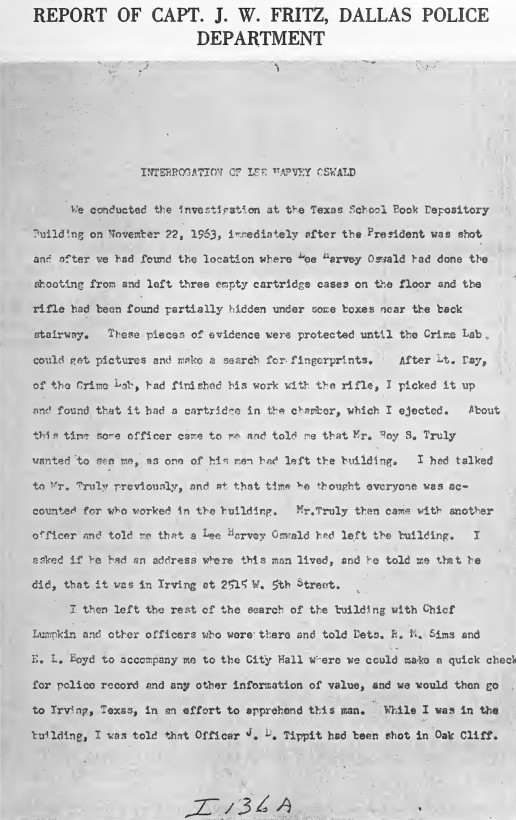 REPORT OF CAPT. J. W. FRITZ, DALLAS POLICE
DEPARTMENT
INTERROGATION OF LEE HARVEY OSWALD
We conducted the investigation at the Texas School Book Depository
Building on November 22, 1963, immediately after the President was shot
and after we had found the location where Lee Harvey Oswald had done the
shooting from and left three empty cartridge cases on the floor and the
rifle had been found partially hidden under some boxes near the back
stairway. These pieces of evidence were protected until the Crime Lab.
could get pictures and make a search for fingerprints. After Lt. Day,
of the Crime Lab, had finished his work with the rifle, I picked it up
and found that it had a cartridge in the chamber, which I ejected. About
this time some officer came to me and told me that Mr. Roy S. Truly
wanted to see me, as one of his men had left the building. I had talked
to Mr. Truly previously, and at that time he thought everyone was ac-
counted for who worked in the building. Mr.Truly then came with another
officer and told me that a Lee Harvey Oswald had left the building. I
asked if he had an address where this man lived, and he told me that he
did, that it was in Irving at 2515 W. 5th Street.
I then left the rest of the search of the building with Chief
Lumpkin and other officers who were there and told Dets. R. M. Sims and
E. L. Boyd to accompany me to the City Hall where we could make a quick check
for police record and any other information of value, and we would then go
to Irving, Texas, in an effort to apprehend this man. While I was in the
building, I was told that Officer J. D. Tippit had been shot in Oak Cliff.
I 136A